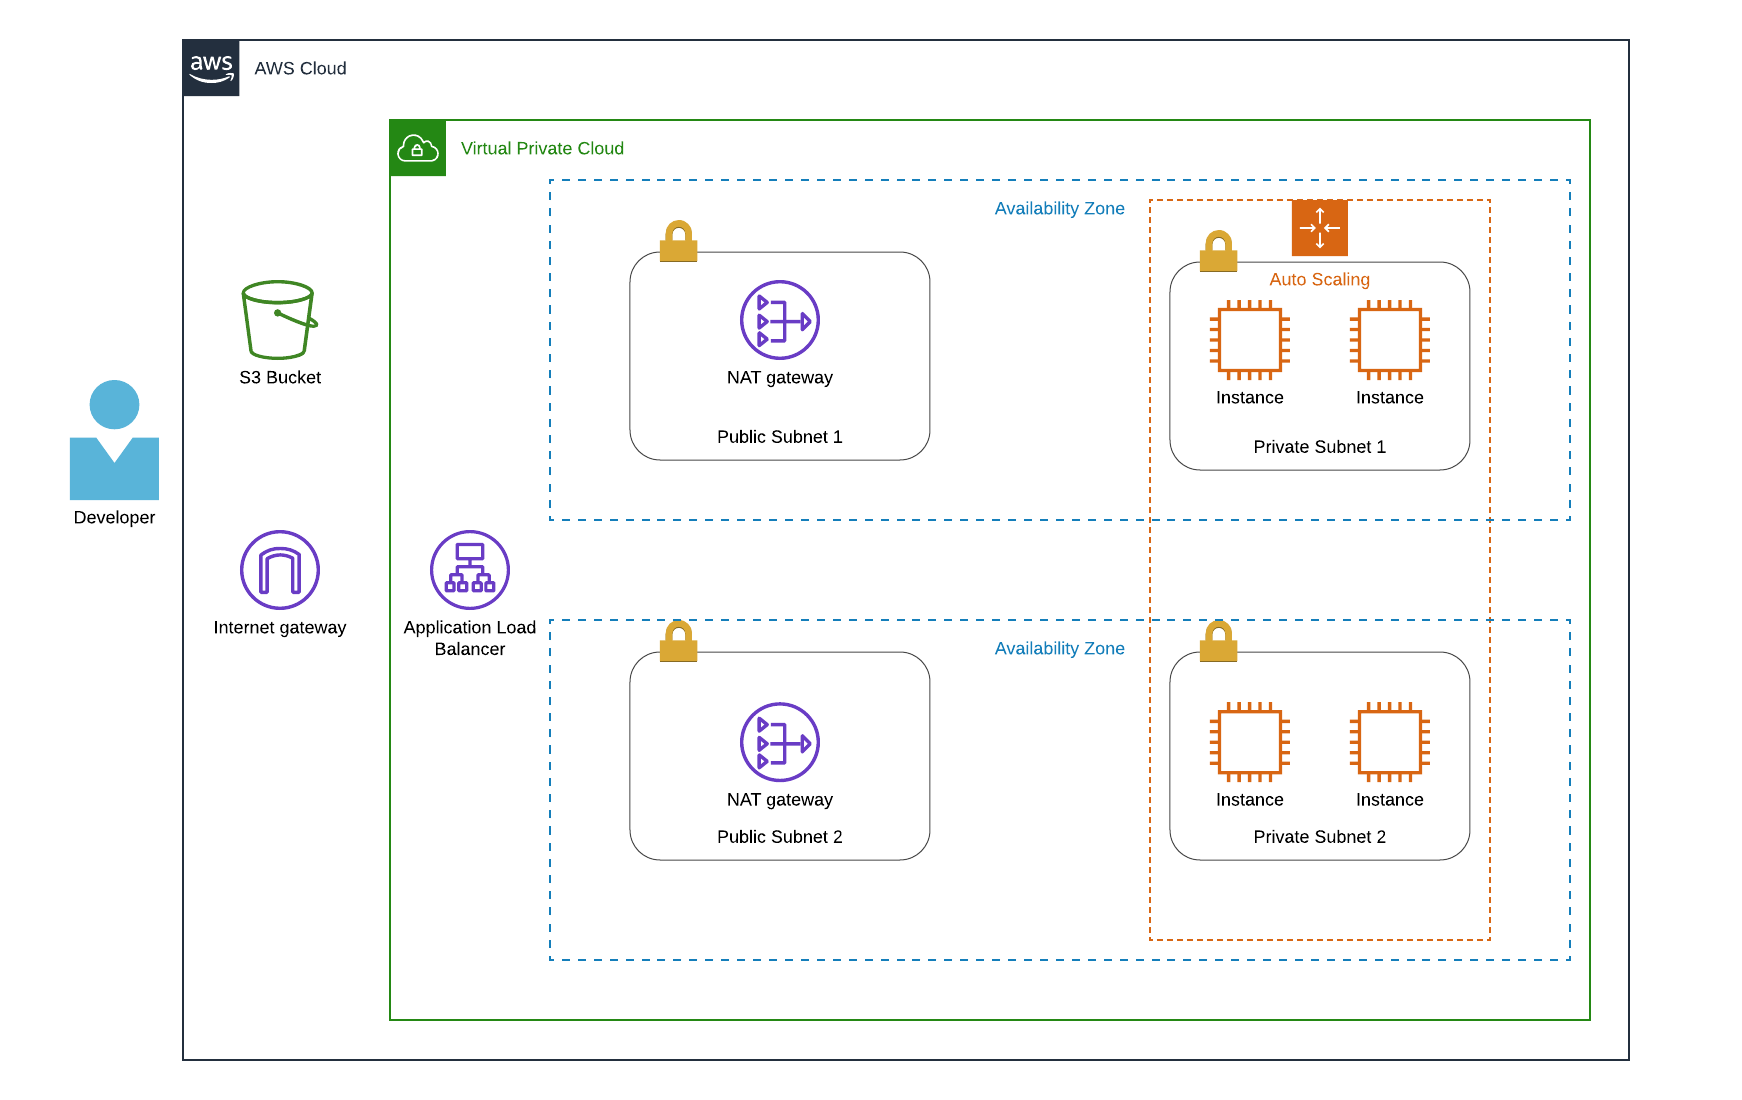 aws
AWS Cloud
Virtual Private Cloud
Availability Zone
Auto Scaling
S3 Bucket
NAT gateway
Instance
Instance
Public Subnet 1
Private Subnet 1
Developer
Internet gateway
Application Load
Balancer
Availability Zone
NAT gateway
Instance
Instance
Public Subnet 2
Private Subnet 2